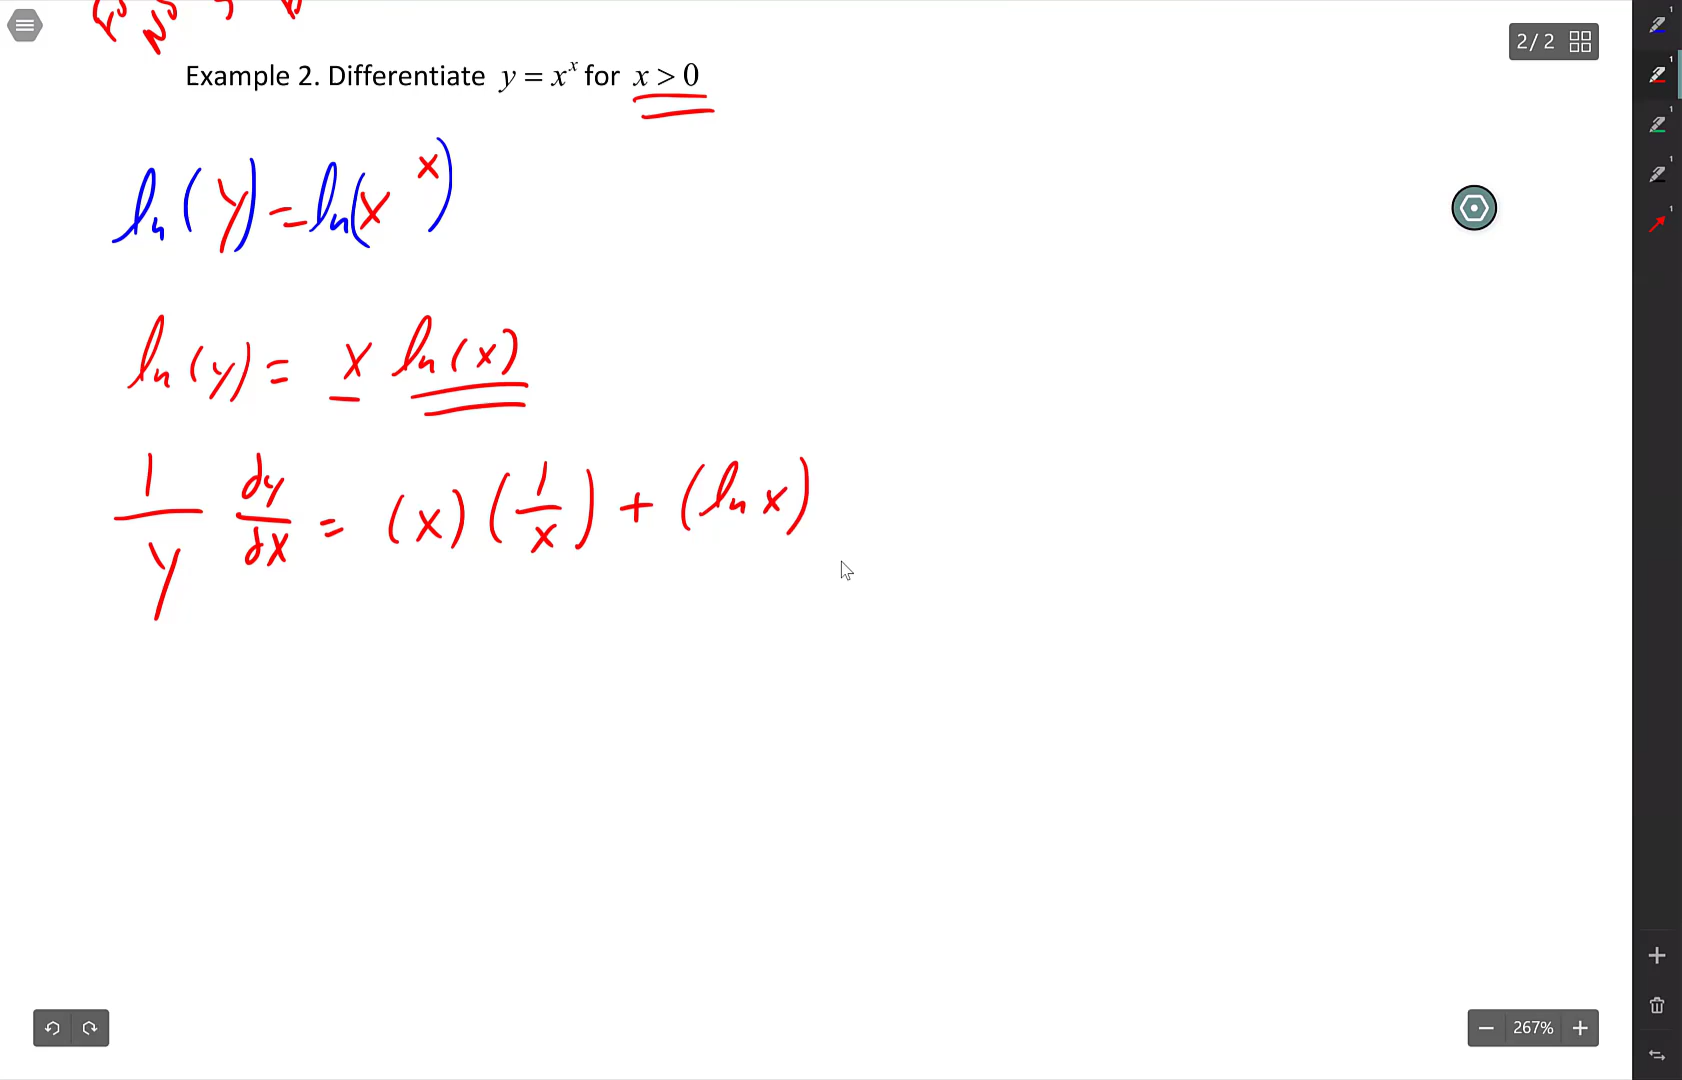 2/2
Example 2. Differentiate y = x^x for x > 0
ln(y) = ln(x^x)
ln(y) = x ln(x)
1/y dy/dx = (x)(1/x) + (ln x)
267%